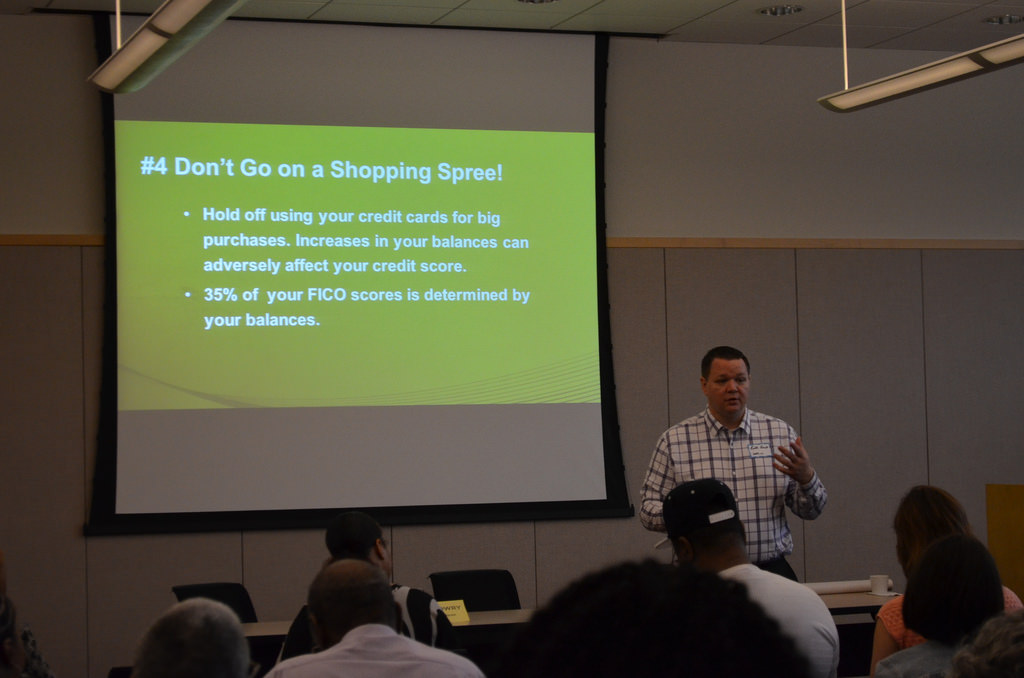 #4 Don't Go on a Shopping Spree!
• Hold off using your credit cards for big
purchases. Increases in your balances can
adversely affect your credit score.
• 35% of your FICO scores is determined by
your balances.